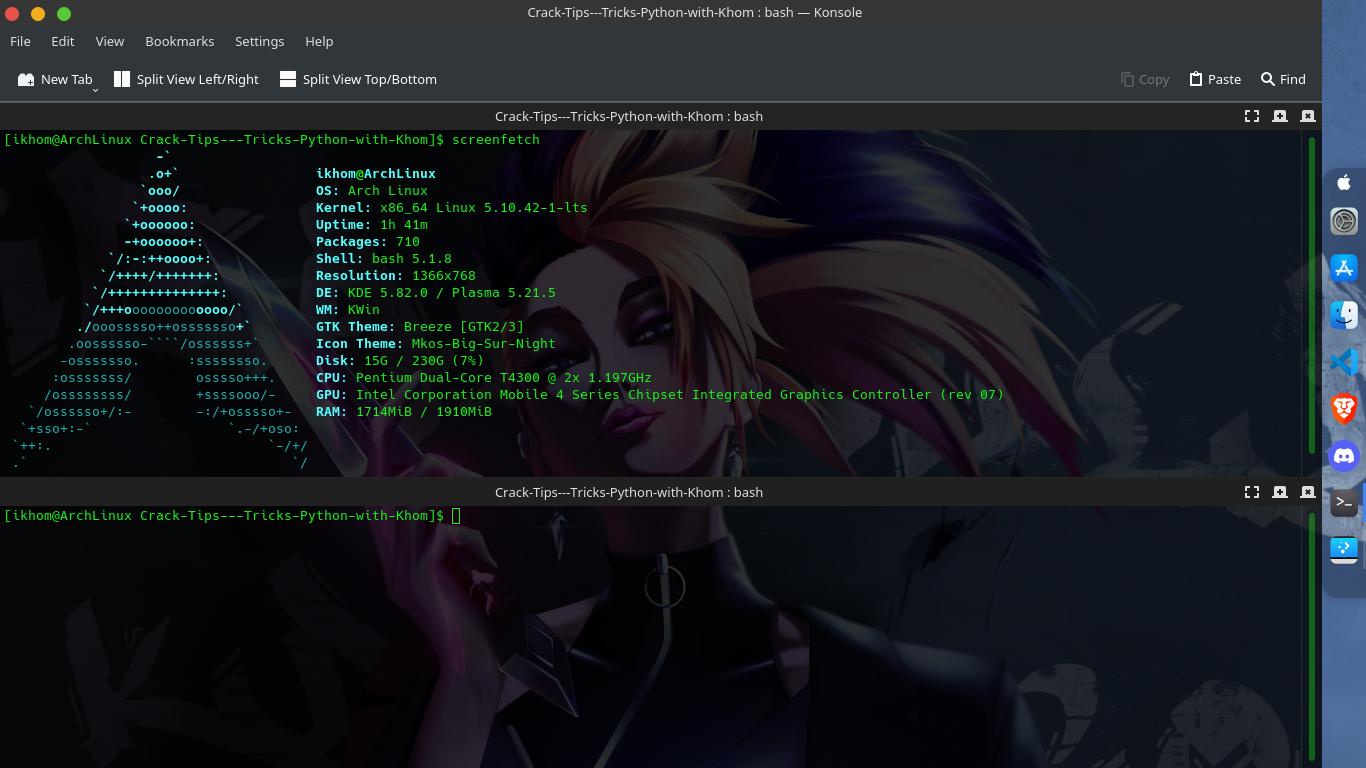 Crack-Tips---Tricks-Python-with-Khom : bash — Konsole
File Edit View Bookmarks Settings Help
New Tab Split View Left/Right Split View Top/Bottom Copy Paste Find
Crack-Tips---Tricks-Python-with-Khom : bash
[ikhom@ArchLinux Crack-Tips---Tricks-Python-with-Khom]$ screenfetch
-`
.o+` ikhom@ArchLinux
`ooo/ OS: Arch Linux
`+oooo: Kernel: x86_64 Linux 5.10.42-1-lts
`+oooooo: Uptime: 1h 41m
-+oooooo+: Packages: 710
`/:-:++oooo+: Shell: bash 5.1.8
`/++++/+++++++: Resolution: 1366x768
`/++++++++++++++: DE: KDE 5.82.0 / Plasma 5.21.5
`/+++ooooooooooooo/` WM: KWin
./ooosssso++osssssso+` GTK Theme: Breeze [GTK2/3]
.oossssso-````/ossssss+` Icon Theme: Mkos-Big-Sur-Night
-osssssso. :ssssssso. Disk: 15G / 230G (7%)
:osssssss/ osssso+++. CPU: Pentium Dual-Core T4300 @ 2x 1.197GHz
/ossssssss/ +ssssooo/- GPU: Intel Corporation Mobile 4 Series Chipset Integrated Graphics Controller (rev 07)
`/ossssso+/:- -:/+osssso+- RAM: 1714MiB / 1910MiB
`+sso+:-` `.-/+oso:
`++:. `-/+/
.` `/
Crack-Tips---Tricks-Python-with-Khom : bash
[ikhom@ArchLinux Crack-Tips---Tricks-Python-with-Khom]$